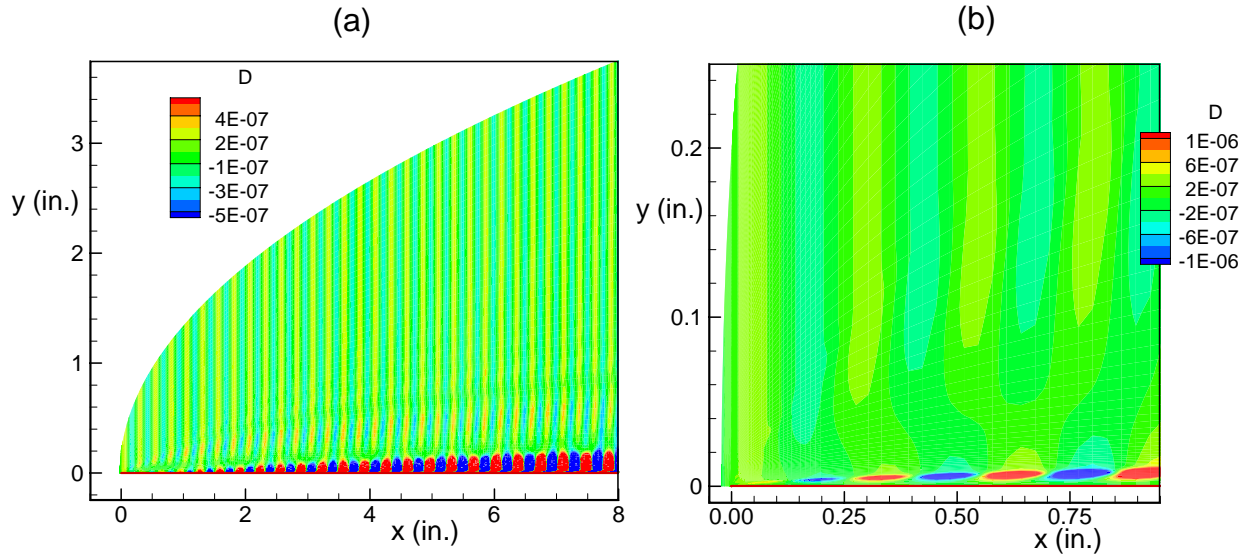 (a)
D
4E-07
2E-07
-1E-07
-3E-07
-5E-07
3
2
1
0
y (in.)
0
2
4
6
8
x (in.)
(b)
D
1E-06
6E-07
2E-07
-2E-07
-6E-07
-1E-06
0.2
0.1
0
y (in.)
0.00
0.25
0.50
0.75
x (in.)